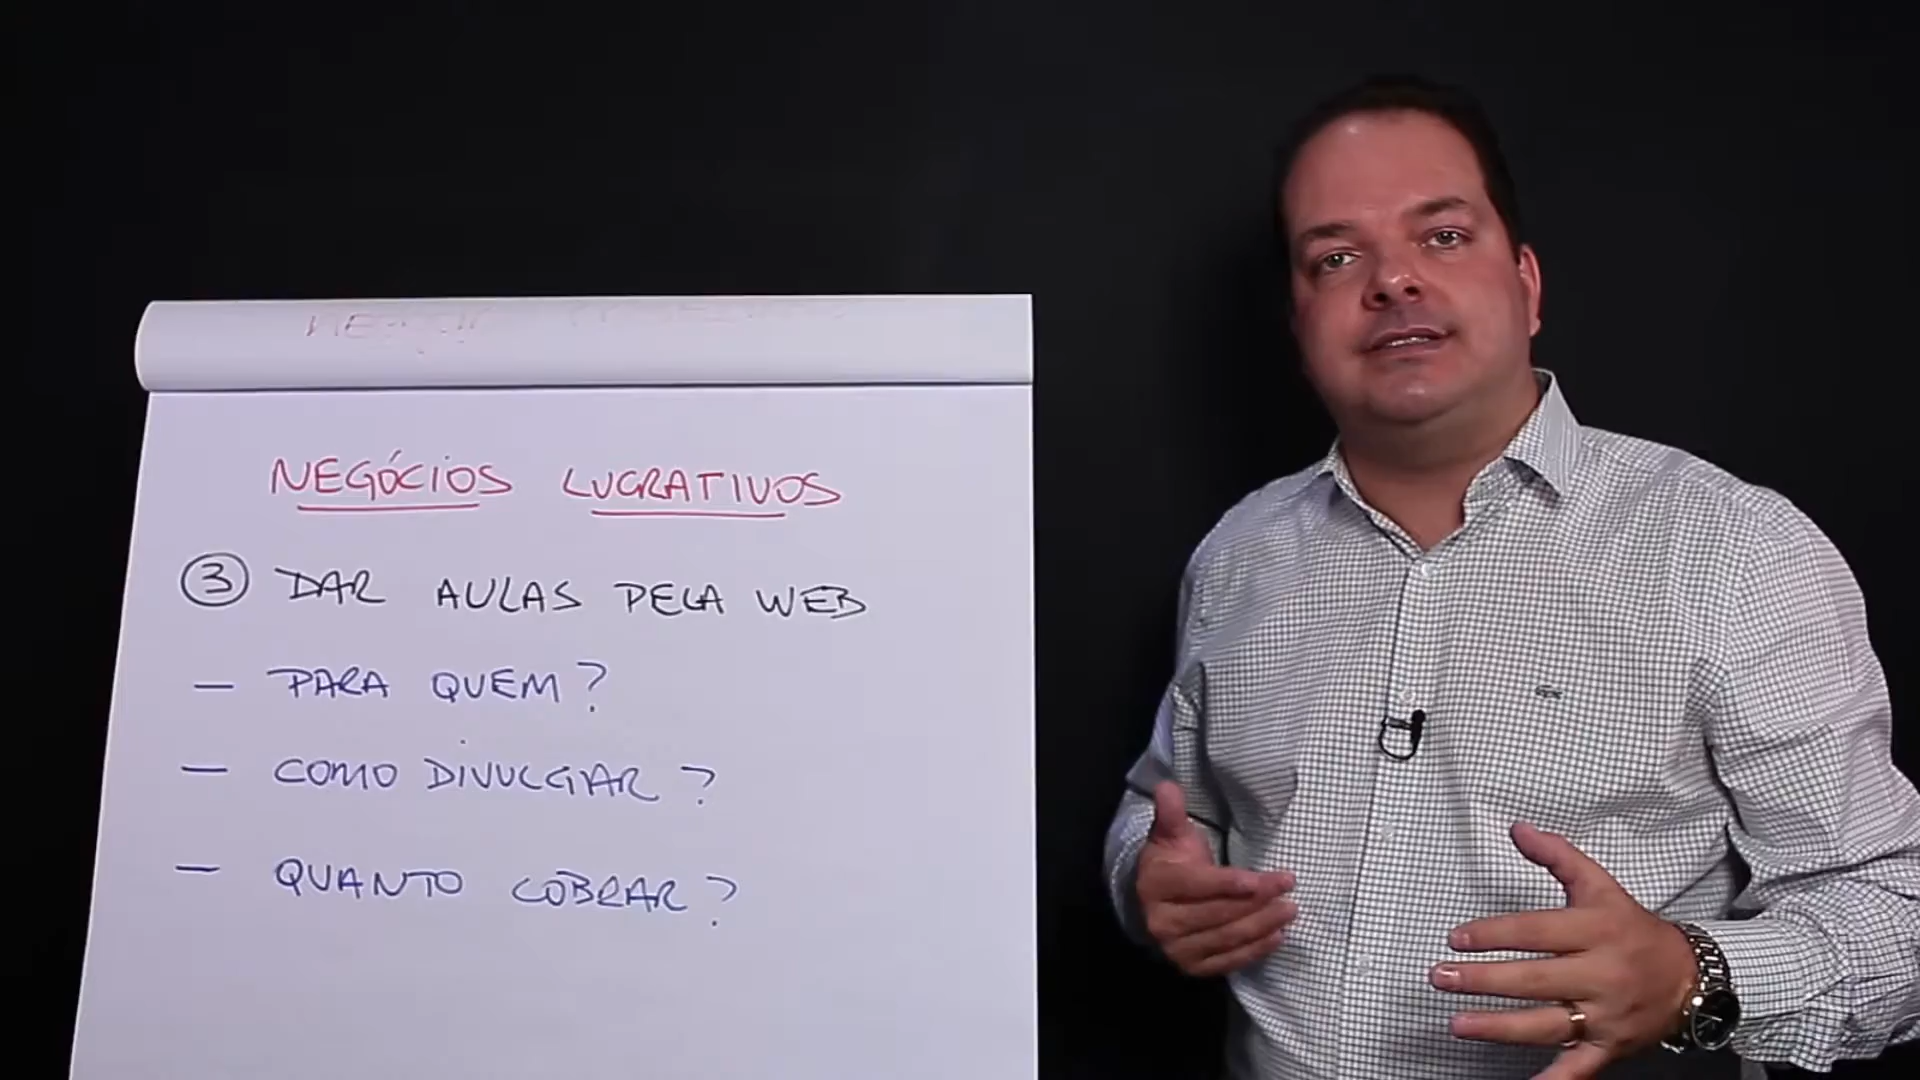 NEGÓCIOS LUCRATIVOS
3 DAR AULAS PELA WEB
— PARA QUEM?
— COMO DIVULGAR?
— QUANTO COBRAR?